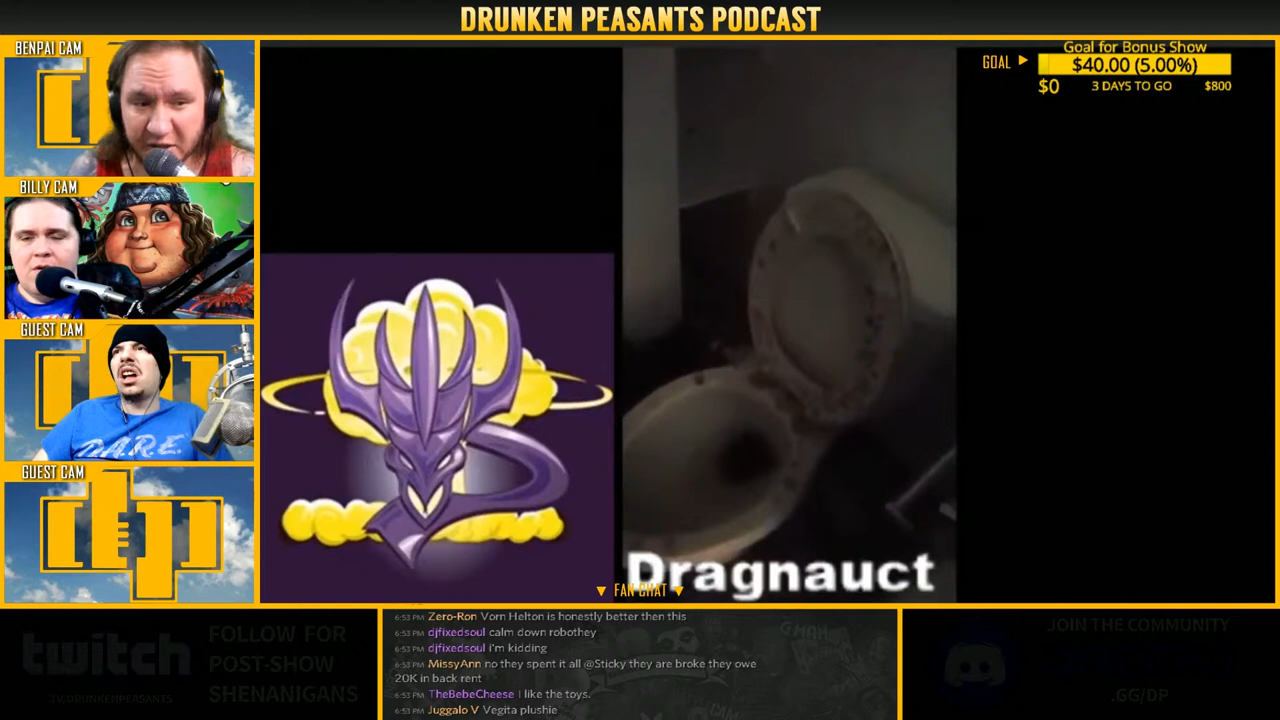 DRUNKEN PEASANTS PODCAST
BENPAI CAM
BILLY CAM
GUEST CAM
D.A.R.E.
GUEST CAM
Goal for Bonus Show
GOAL ►
$40.00 (5.00%)
$0 3 DAYS TO GO $800
Dragnauct
▼ FAN CHAT ▼
6:53 PM Zero-Ron Vorn Helton is honestly better then this
6:53 PM djfixedsoul calm down robothey
6:53 PM djfixedsoul i'm kidding
6:53 PM MissyAnn no they spent it all @Sticky they are broke they owe
20K in back rent
6:53 PM TheBebeCheese I like the toys.
6:53 PM Juggalo V Vegita plushie
twitch
TV/DRUNKENPEASANTS
FOLLOW FOR
POST-SHOW
SHENANIGANS
JOIN THE COMMUNITY
.GG/DP